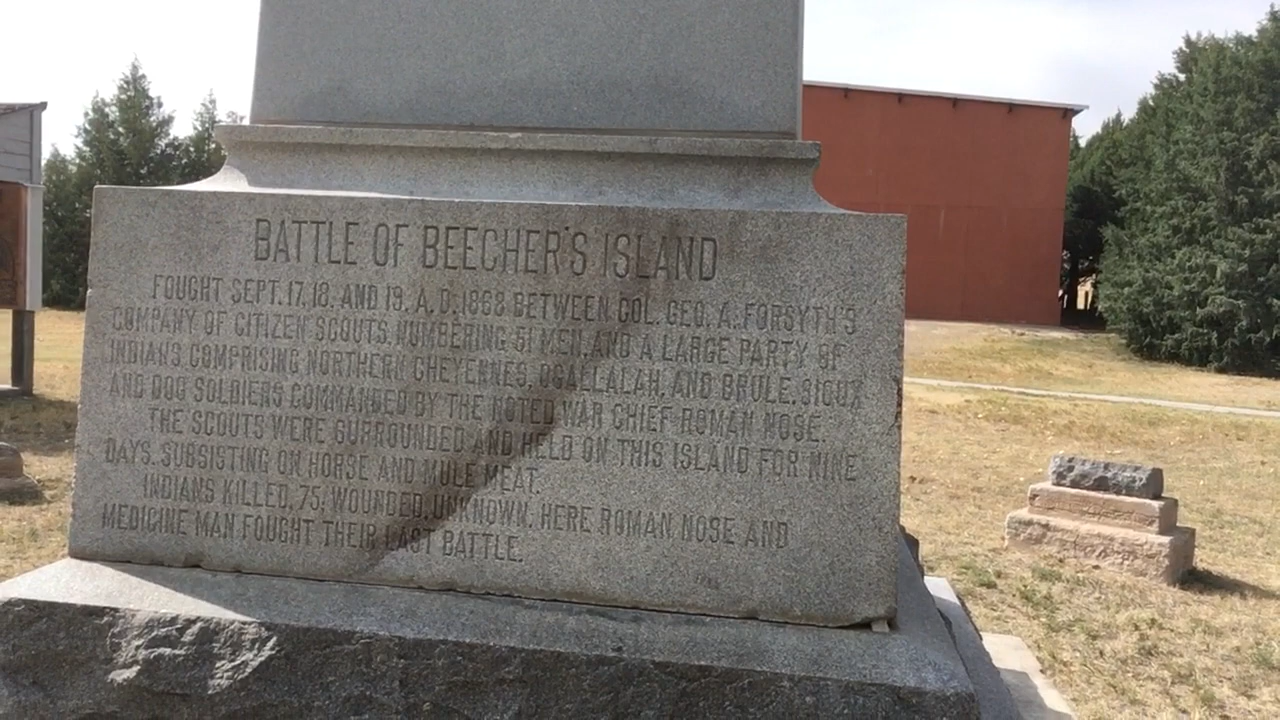 BATTLE OF BEECHER'S ISLAND
FOUGHT SEPT. 17, 18, AND 19, A. D. 1868 BETWEEN COL. GEO. A. FORSYTH'S
COMPANY OF CITIZEN SCOUTS, NUMBERING 51 MEN, AND A LARGE PARTY OF
INDIANS COMPRISING NORTHERN CHEYENNES, OGALLALAH, AND BRULE, SIOUX
AND DOG SOLDIERS COMMANDED BY THE NOTED WAR CHIEF ROMAN NOSE.
THE SCOUTS WERE SURROUNDED AND HELD ON THIS ISLAND FOR NINE
DAYS, SUBSISTING ON HORSE AND MULE MEAT.
INDIANS KILLED, 75; WOUNDED, UNKNOWN. HERE ROMAN NOSE AND
MEDICINE MAN FOUGHT THEIR LAST BATTLE.